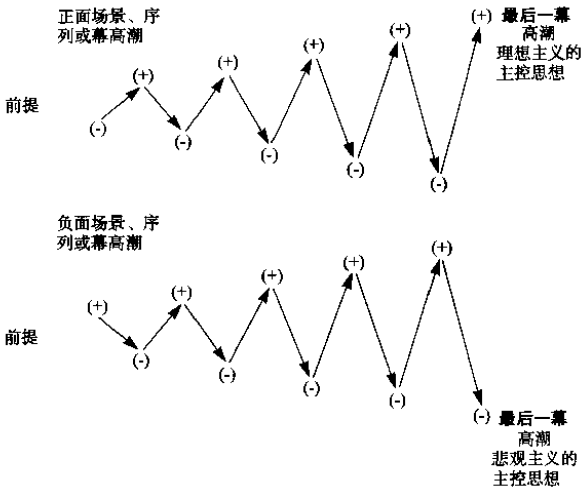 正面场景、序
列或幕高潮
(+)
最后一幕
高潮
理想主义的
主控思想
(+)
(+)
(+)
(+)
前提
(-)
(-)
(-)
(-)
(-)
负面场景、序
列或幕高潮
(+)
(+)
(+)
(+)
(+)
前提
(-)
(-)
(-)
(-)
(-)
最后一幕
高潮
悲观主义的
主控思想